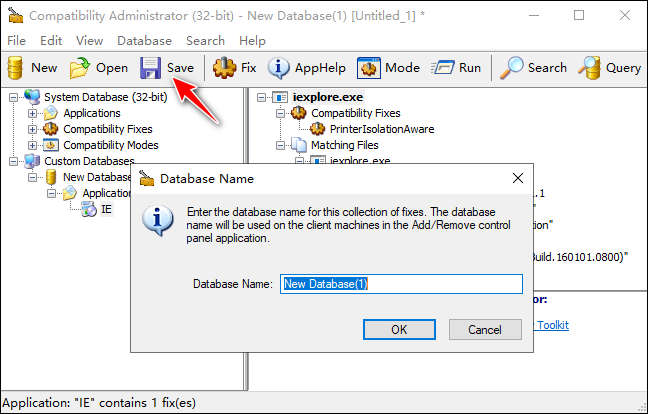 Compatibility Administrator (32-bit) - New Database(1) [Untitled_1] *
File Edit View Database Search Help
New Open Save Fix AppHelp Mode Run Search Query
System Database (32-bit)
Applications
Compatibility Fixes
Compatibility Modes
Custom Databases
New Database
Application
IE
iexplore.exe
Compatibility Fixes
PrinterIsolationAware
Matching Files
iexplore.exe
.1
"
tion"
Build.160101.0800)"
or:
Toolkit
Database Name
Enter the database name for this collection of fixes. The database
name will be used on the client machines in the Add/Remove control
panel application.
Database Name: New Database(1)
OK Cancel
Application: "IE" contains 1 fix(es)